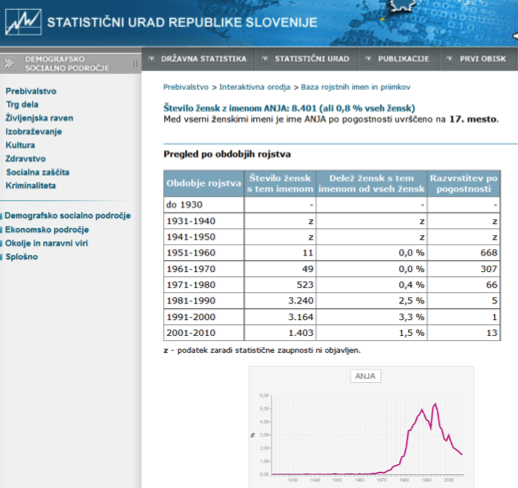 STATISTIČNI URAD REPUBLIKE SLOVENIJE
DEMOGRAFSKO
SOCIALNO PODROČJE
DRŽAVNA STATISTIKA
STATISTIČNI URAD
PUBLIKACIJE
PRVI OBISK
Prebivalstvo
Trg dela
Življenjska raven
Izobraževanje
Kultura
Zdravstvo
Socialna zaščita
Kriminaliteta
Demografsko socialno področje
Ekonomsko področje
Okolje in naravni viri
Splošno
Prebivalstvo > Interaktivna orodja > Baza rojstnih imen in priimkov
Število žensk z imenom ANJA: 8.401 (ali 0,8 % vseh žensk)
Med vsemi ženskimi imeni je ime ANJA po pogostosti uvrščeno na 17. mesto.
Pregled po obdobjih rojstva
Obdobje rojstva Število žensk s tem imenom Delež žensk s tem imenom od vseh žensk Razvrstitev po pogostosti
do 1930 - - -
1931-1940 z z z
1941-1950 z z z
1951-1960 11 0,0 % 668
1961-1970 49 0,0 % 307
1971-1980 523 0,4 % 66
1981-1990 3.240 2,5 % 5
1991-2000 3.164 3,3 % 1
2001-2010 1.403 1,5 % 13
z - podatek zaradi statistične zaupnosti ni objavljen.
ANJA
6,00
5,00
4,00
3,00
2,00
1,00
0,00
%
1930 1940 1950 1960 1970 1980 1990 2000